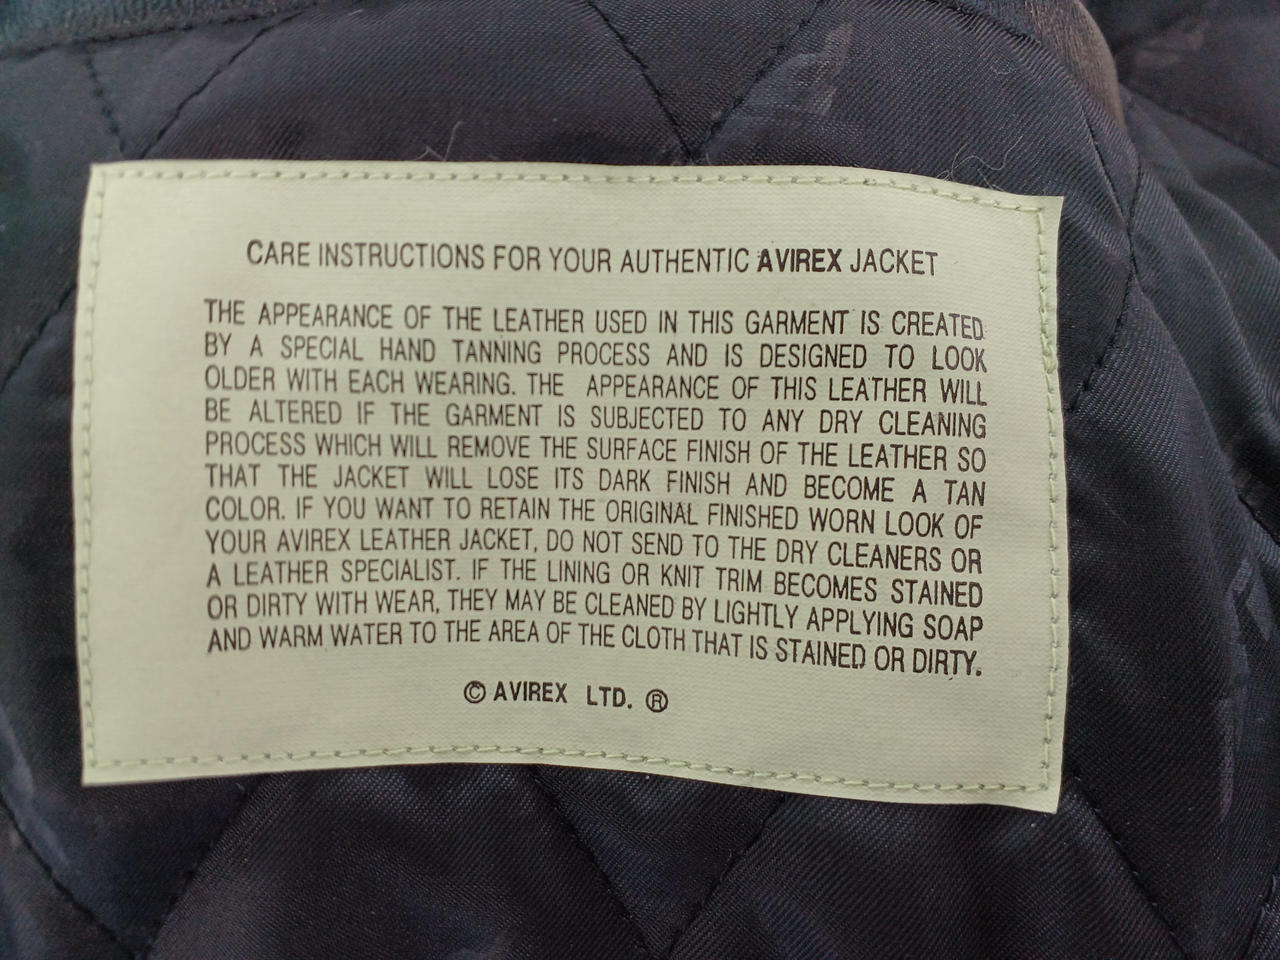 CARE INSTRUCTIONS FOR YOUR AUTHENTIC AVIREX JACKET
THE APPEARANCE OF THE LEATHER USED IN THIS GARMENT IS CREATED
BY A SPECIAL HAND TANNING PROCESS AND IS DESIGNED TO LOOK
OLDER WITH EACH WEARING. THE APPEARANCE OF THIS LEATHER WILL
BE ALTERED IF THE GARMENT IS SUBJECTED TO ANY DRY CLEANING
PROCESS WHICH WILL REMOVE THE SURFACE FINISH OF THE LEATHER SO
THAT THE JACKET WILL LOSE ITS DARK FINISH AND BECOME A TAN
COLOR. IF YOU WANT TO RETAIN THE ORIGINAL FINISHED WORN LOOK OF
YOUR AVIREX LEATHER JACKET, DO NOT SEND TO THE DRY CLEANERS OR
A LEATHER SPECIALIST. IF THE LINING OR KNIT TRIM BECOMES STAINED
OR DIRTY WITH WEAR, THEY MAY BE CLEANED BY LIGHTLY APPLYING SOAP
AND WARM WATER TO THE AREA OF THE CLOTH THAT IS STAINED OR DIRTY.
© AVIREX LTD. ®